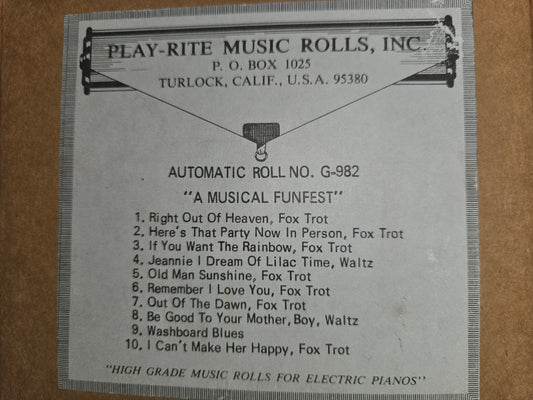 PLAY-RITE MUSIC ROLLS, INC.
P. O. BOX 1025
TURLOCK, CALIF., U.S.A. 95380
AUTOMATIC ROLL NO. G-982
"A MUSICAL FUNFEST"
1. Right Out Of Heaven, Fox Trot
2. Here's That Party Now In Person, Fox Trot
3. If You Want The Rainbow, Fox Trot
4. Jeannie I Dream Of Lilac Time, Waltz
5. Old Man Sunshine, Fox Trot
6. Remember I Love You, Fox Trot
7. Out Of The Dawn, Fox Trot
8. Be Good To Your Mother, Boy, Waltz
9. Washboard Blues
10. I Can't Make Her Happy, Fox Trot
"HIGH GRADE MUSIC ROLLS FOR ELECTRIC PIANOS"